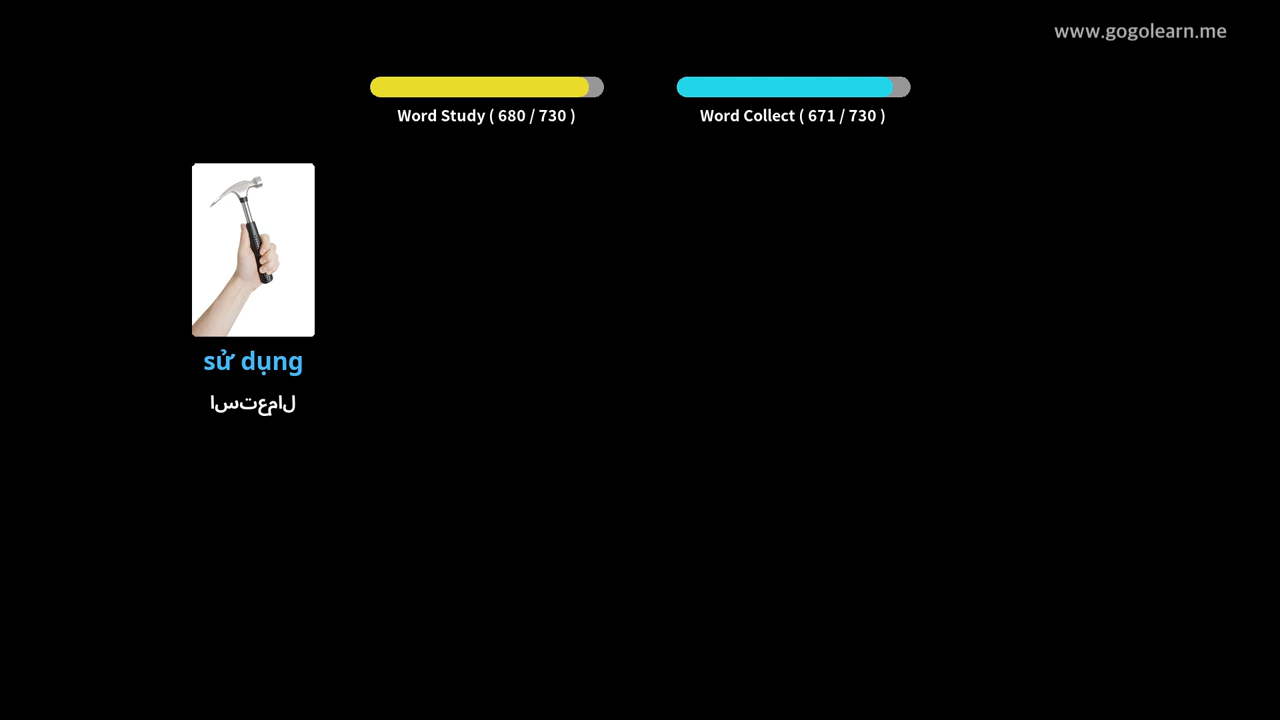 www.gogolearn.me
Word Study ( 680 / 730 )
Word Collect ( 671 / 730 )
sử dụng
استعمال